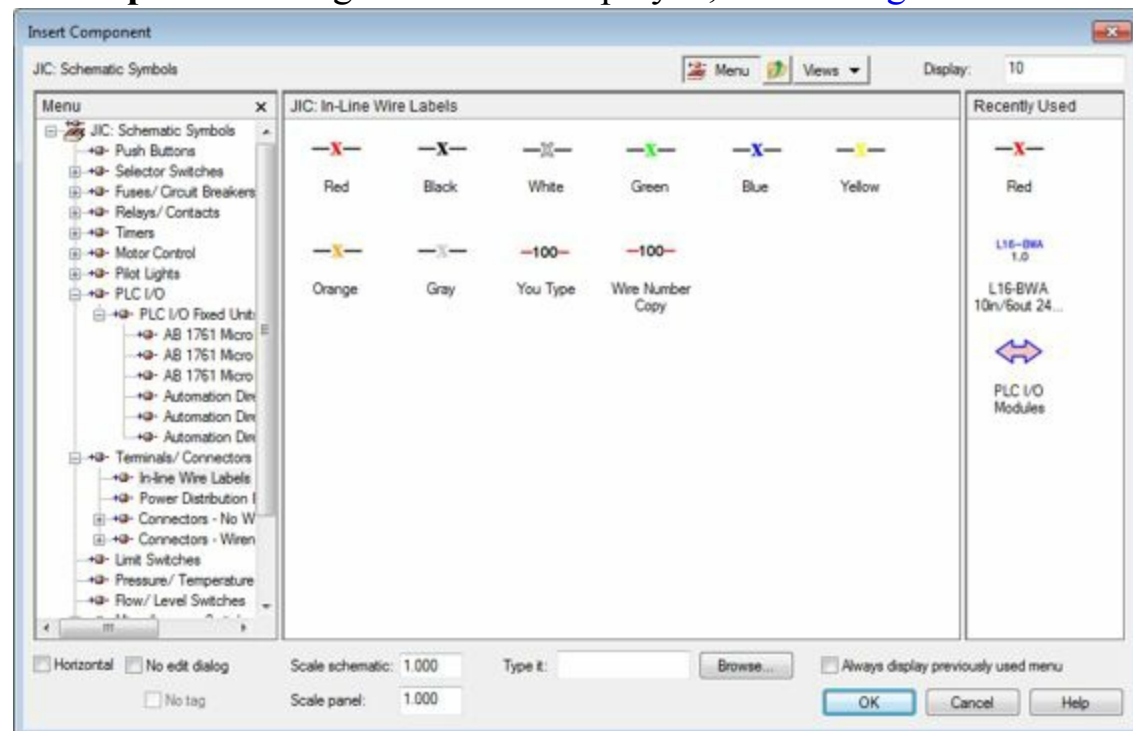 displayed,
Insert Component
JIC: Schematic Symbols
Menu
Views
Display:
10
Menu
x
JIC: Schematic Symbols
Push Buttons
Selector Switches
Fuses/ Circuit Breakers
Relays/ Contacts
Timers
Motor Control
Pilot Lights
PLC I/O
PLC I/O Fixed Unit
AB 1761 Micro
AB 1761 Micro
AB 1761 Micro
Automation Dire
Automation Dire
Automation Dire
Terminals/ Connectors
In-line Wire Labels
Power Distribution
Connectors - No W
Connectors - Wiren
Limit Switches
Pressure/ Temperature
Flow/ Level Switches
JIC: In-Line Wire Labels
X X X X X X
Red Black White Green Blue Yellow
X X 100 100
Orange Gray You Type Wire Number
Copy
Recently Used
X
Red
L16-BWA
1.0
L16-BWA
10in/6out 24...
PLC I/O
Modules
Horizontal
No edit dialog
Scale schematic:
1.000
Type it:
Browse...
Always display previously used menu
No tag
Scale panel:
1.000
OK
Cancel
Help